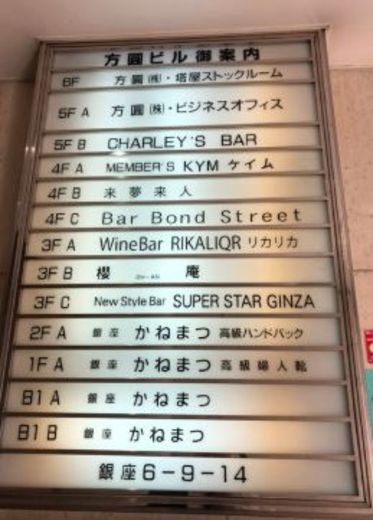 方圓ビル御案内
6F 方圓㈱・塔屋ストックルーム
5F A 方圓㈱・ビジネスオフィス
5F B CHARLEY'S BAR
4F A MEMBER'S KYM ケイム
4F B 来夢来人
4F C Bar Bond Street
3F A WineBar RIKALIQR リカリカ
3F B 櫻 庵
3F C New Style Bar SUPER STAR GINZA
2F A 銀座 かねまつ 高級ハンドバック
1F A 銀座 かねまつ 高級婦人靴
B1 A 銀座 かねまつ
B1 B 銀座 かねまつ
銀座6-9-14